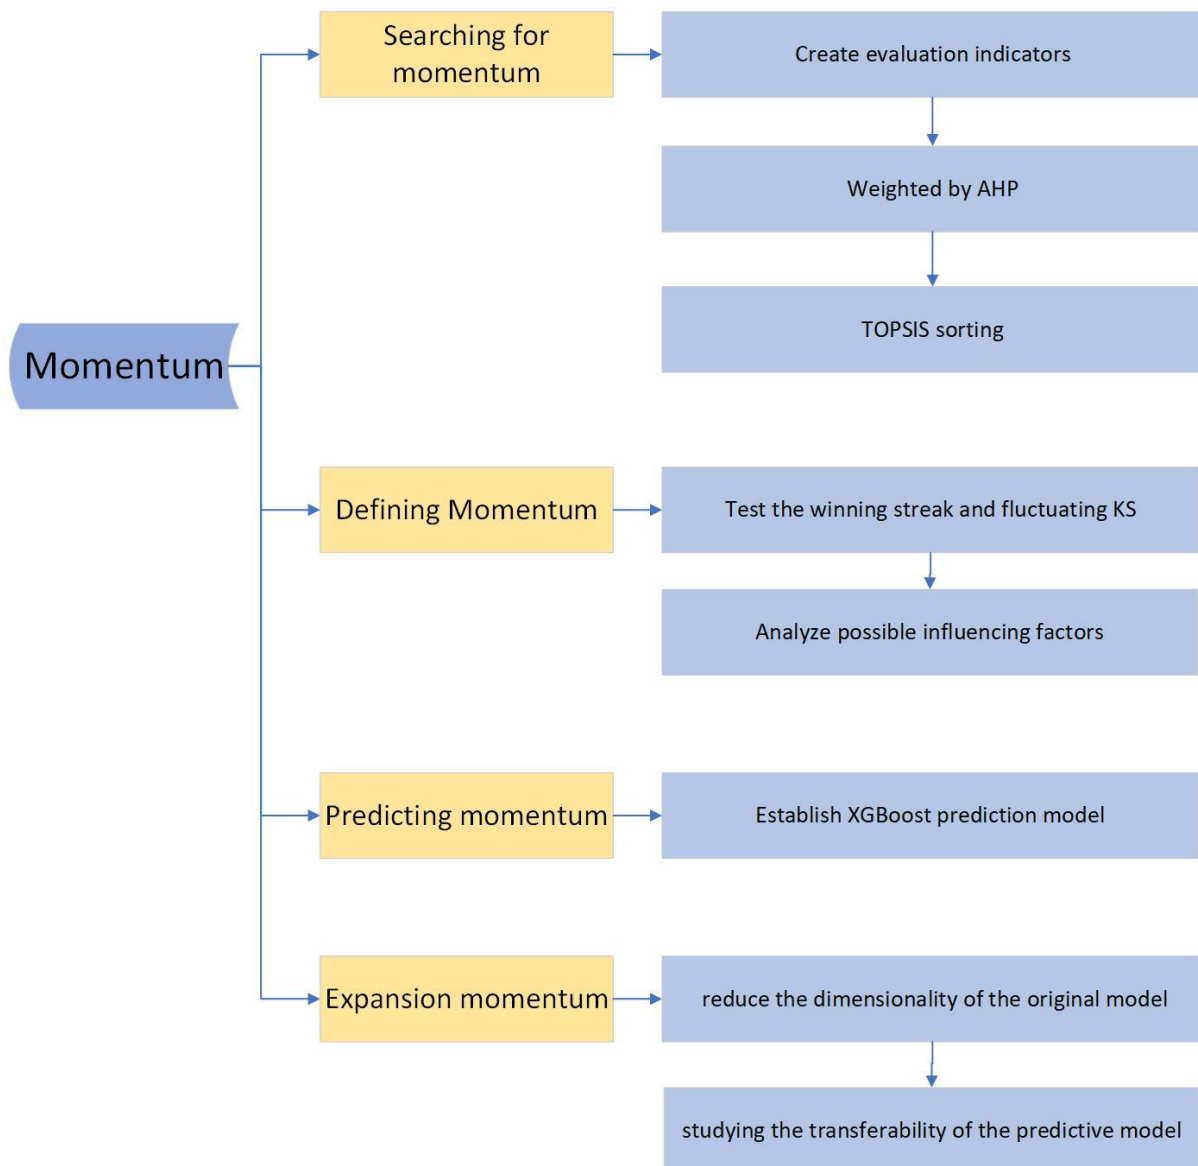 Momentum
Searching for
momentum
Create evaluation indicators
Weighted by AHP
TOPSIS sorting
Defining Momentum
Test the winning streak and fluctuating KS
Analyze possible influencing factors
Predicting momentum
Establish XGBoost prediction model
Expansion momentum
reduce the dimensionality of the original model
studying the transferability of the predictive model